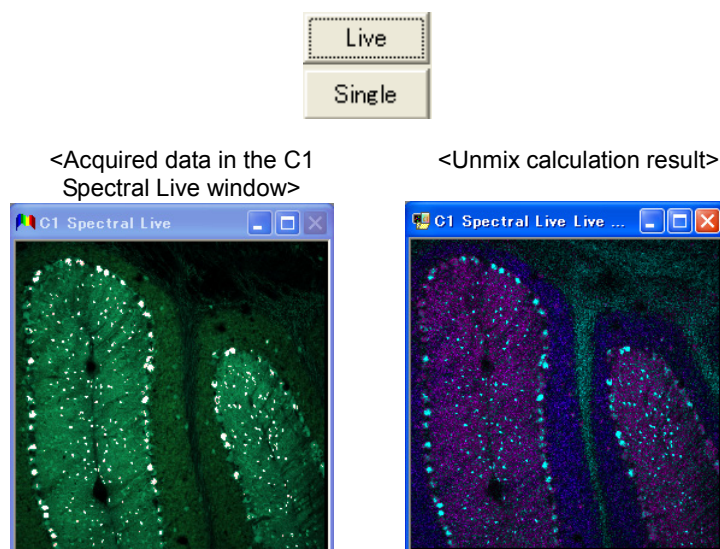 Live
Single
<Acquired data in the C1
Spectral Live window>
<Unmix calculation result>
C1 Spectral Live
C1 Spectral Live Live ...